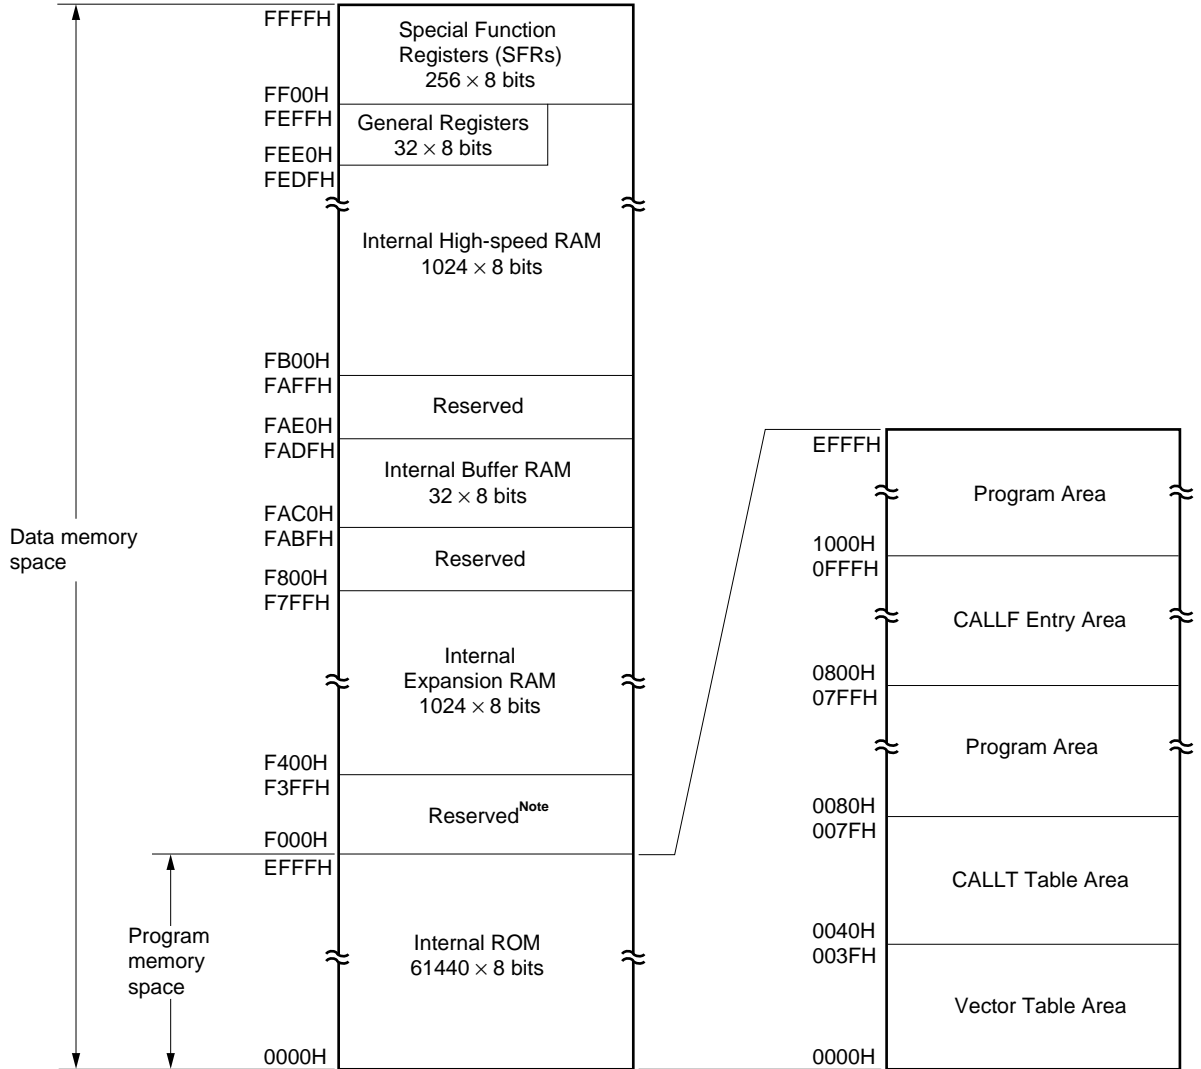 FFFFH
Special Function
Registers (SFRs)
256 × 8 bits
FF00H
FEFFH
General Registers
32 × 8 bits
FEE0H
FEDFH
Internal High-speed RAM
1024 × 8 bits
FB00H
FAFFH
Reserved
FAE0H
FADFH
Internal Buffer RAM
32 × 8 bits
FAC0H
FABFH
Reserved
F800H
F7FFH
Internal
Expansion RAM
1024 × 8 bits
F400H
F3FFH
Reserved Note
F000H
EFFFH
Internal ROM
61440 × 8 bits
0000H
Data memory
space
Program
memory
space
EFFFH
Program Area
1000H
0FFFH
CALLF Entry Area
0800H
07FFH
Program Area
0080H
007FH
CALLT Table Area
0040H
003FH
Vector Table Area
0000H